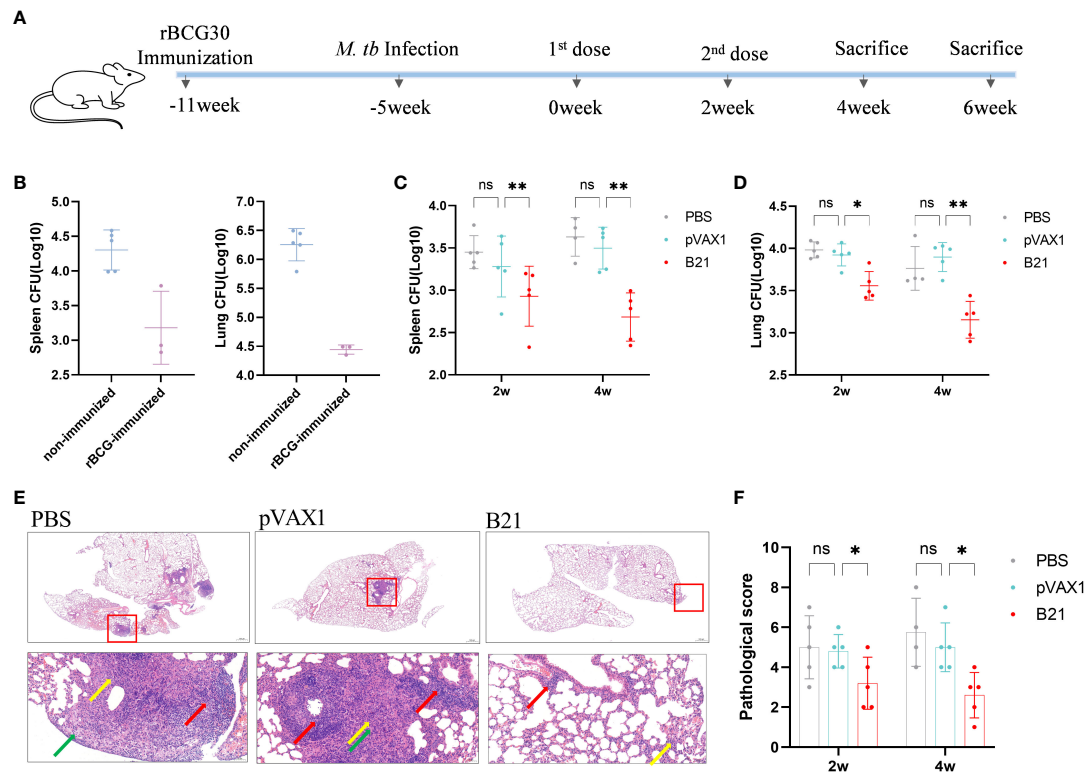 A
rBCG30
Immunization
M. tb Infection
1st dose
2nd dose
Sacrifice
Sacrifice
-11week
-5week
0week
2week
4week
6week
B
Spleen CFU(Log10)
5.0
4.5
4.0
3.5
3.0
2.5
non-immunized
rBCG-immunized
Lung CFU(Log10)
7.0
6.5
6.0
5.5
5.0
4.5
4.0
non-immunized
rBCG-immunized
C
Spleen CFU(Log10)
4.0
3.5
3.0
2.5
2.0
ns
**
ns
**
2w
4w
PBS
pVAX1
B21
D
Lung CFU(Log10)
4.5
4.0
3.5
3.0
2.5
ns
*
ns
**
2w
4w
PBS
pVAX1
B21
E
PBS
pVAX1
B21
F
Pathological score
10
8
6
4
2
0
ns
*
ns
*
2w
4w
PBS
pVAX1
B21